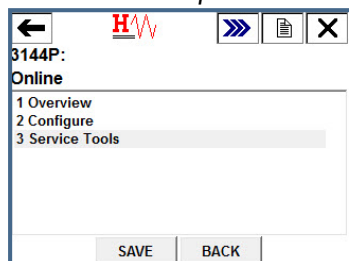 H
3144P:
Online
1 Overview
2 Configure
3 Service Tools
SAVE BACK